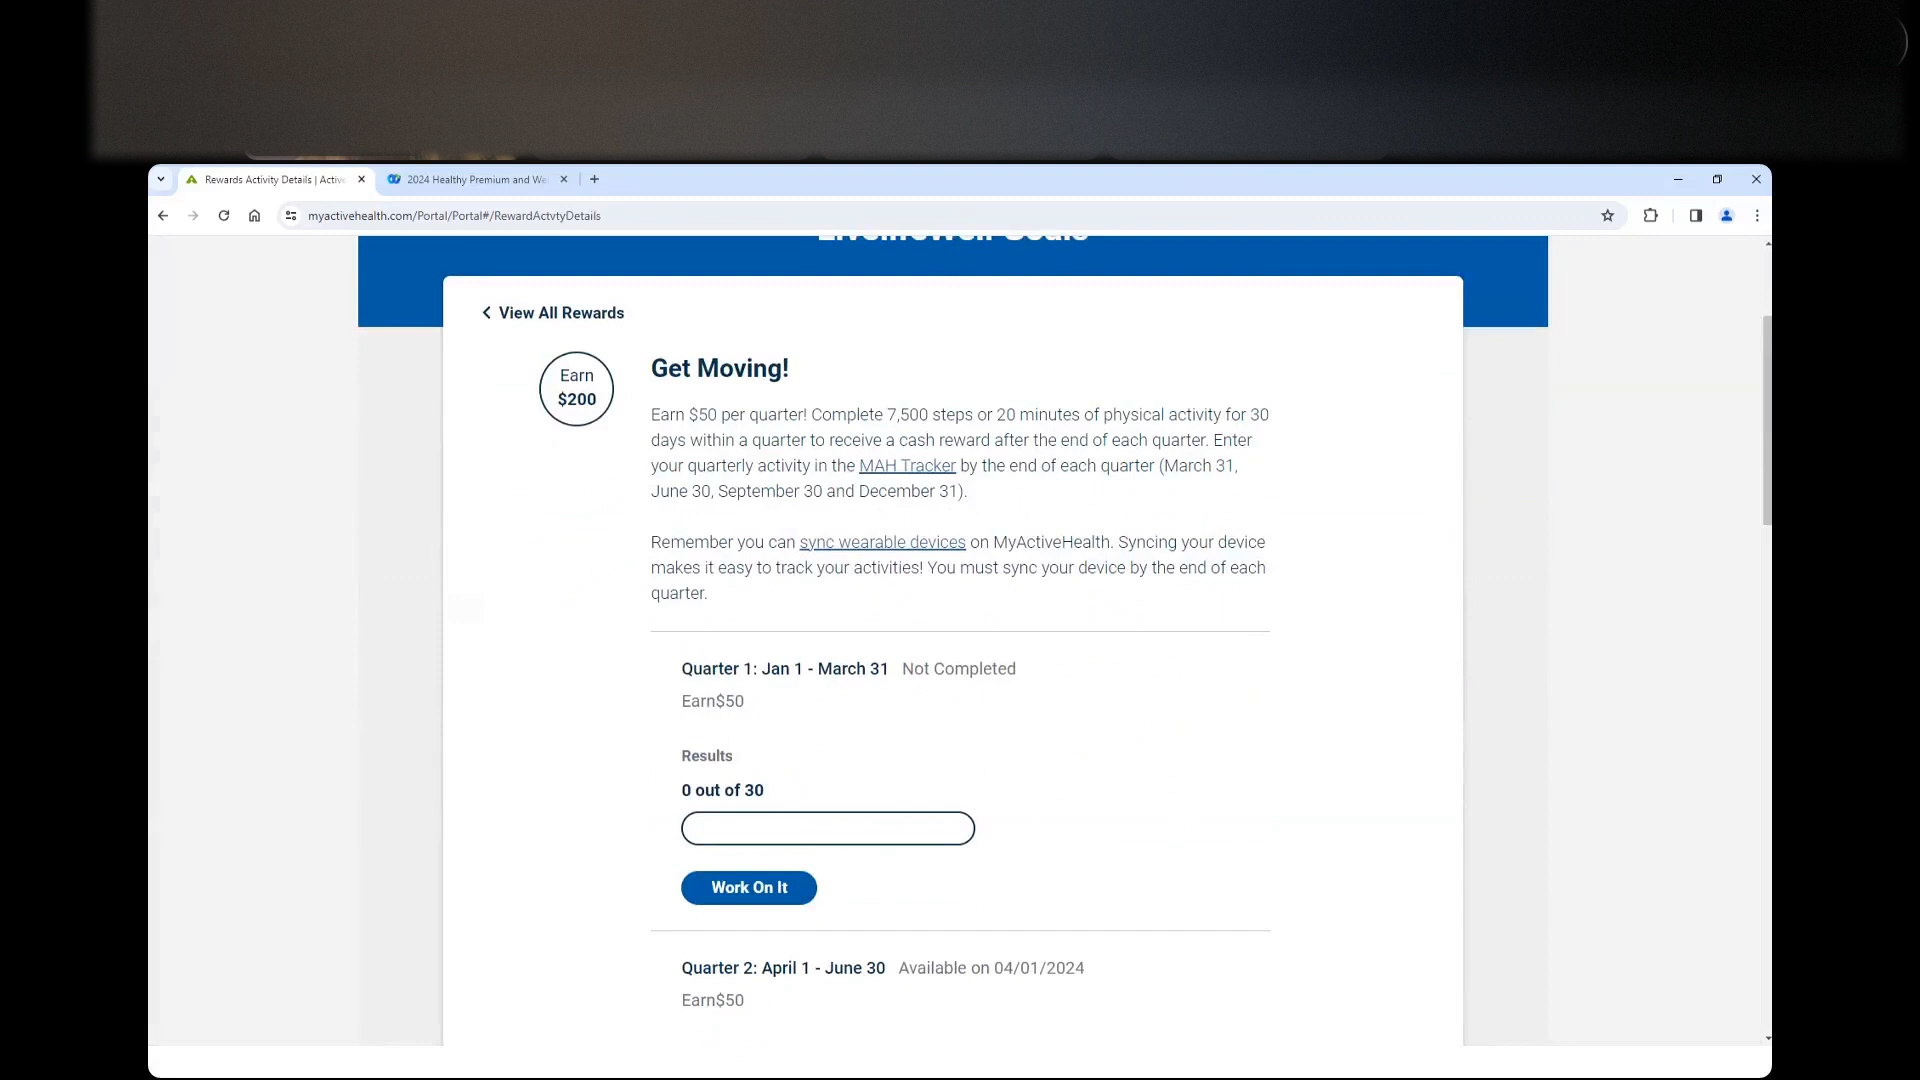 Rewards Activity Details | Active
2024 Healthy Premium and We
myactivehealth.com/Portal/Portal#/RewardActvtyDetails
View All Rewards
Earn
$200
Get Moving!
Earn $50 per quarter! Complete 7,500 steps or 20 minutes of physical activity for 30
days within a quarter to receive a cash reward after the end of each quarter. Enter
your quarterly activity in the MAH Tracker by the end of each quarter (March 31,
June 30, September 30 and December 31).
Remember you can sync wearable devices on MyActiveHealth. Syncing your device
makes it easy to track your activities! You must sync your device by the end of each
quarter.
Quarter 1: Jan 1 - March 31 Not Completed
Earn$50
Results
0 out of 30
Work On It
Quarter 2: April 1 - June 30 Available on 04/01/2024
Earn$50